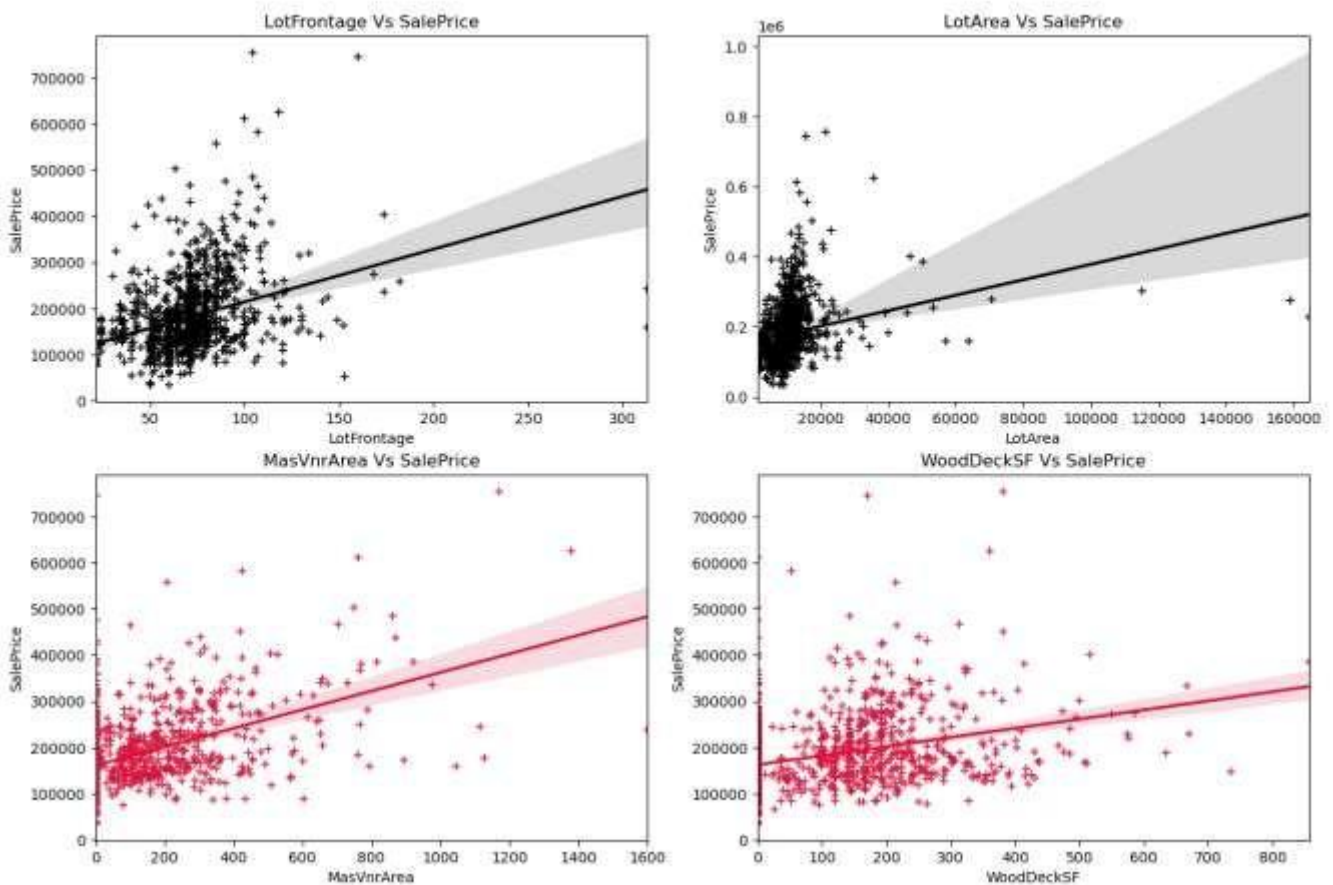 LotFrontage Vs SalePrice
700000
600000
500000
400000
300000
200000
100000
0
SalePrice
50 100 150 200 250 300
LotFrontage
LotArea Vs SalePrice
1e6
1.0
0.8
0.6
0.4
0.2
0.0
SalePrice
20000 40000 60000 80000 100000 120000 140000 160000
LotArea
MasVnrArea Vs SalePrice
700000
600000
500000
400000
300000
200000
100000
0
SalePrice
0 200 400 600 800 1000 1200 1400 1600
MasVnrArea
WoodDeckSF Vs SalePrice
700000
600000
500000
400000
300000
200000
100000
0
SalePrice
0 100 200 300 400 500 600 700 800
WoodDeckSF